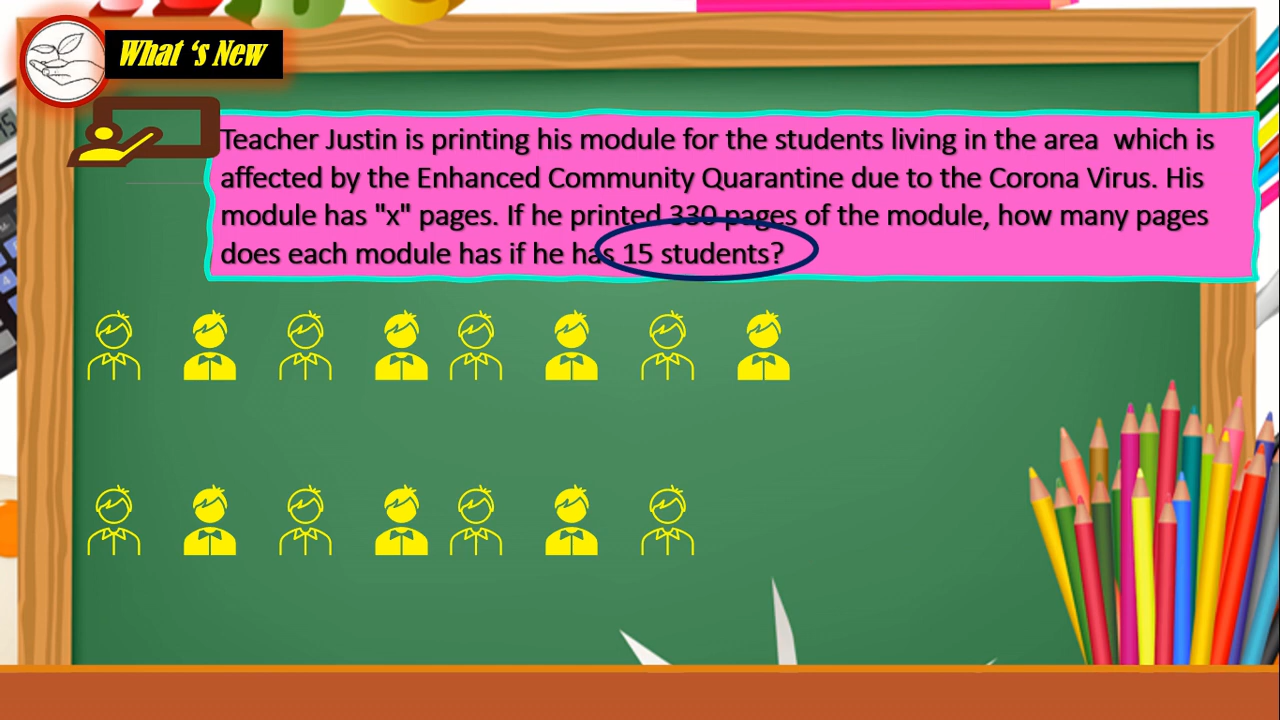 What ‘s New
Teacher Justin is printing his module for the students living in the area  which is
affected by the Enhanced Community Quarantine due to the Corona Virus. His
module has "x" pages. If he printed 330 pages of the module, how many pages
does each module has if he has 15 students?